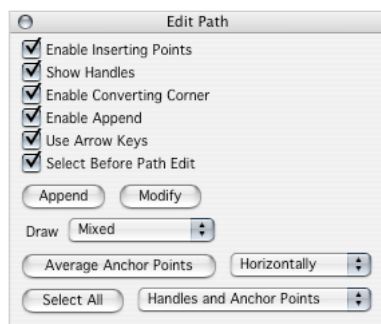 Edit Path
Enable Inserting Points
Show Handles
Enable Converting Corner
Enable Append
Use Arrow Keys
Select Before Path Edit
Append Modify
Draw Mixed
Average Anchor Points Horizontally
Select All Handles and Anchor Points